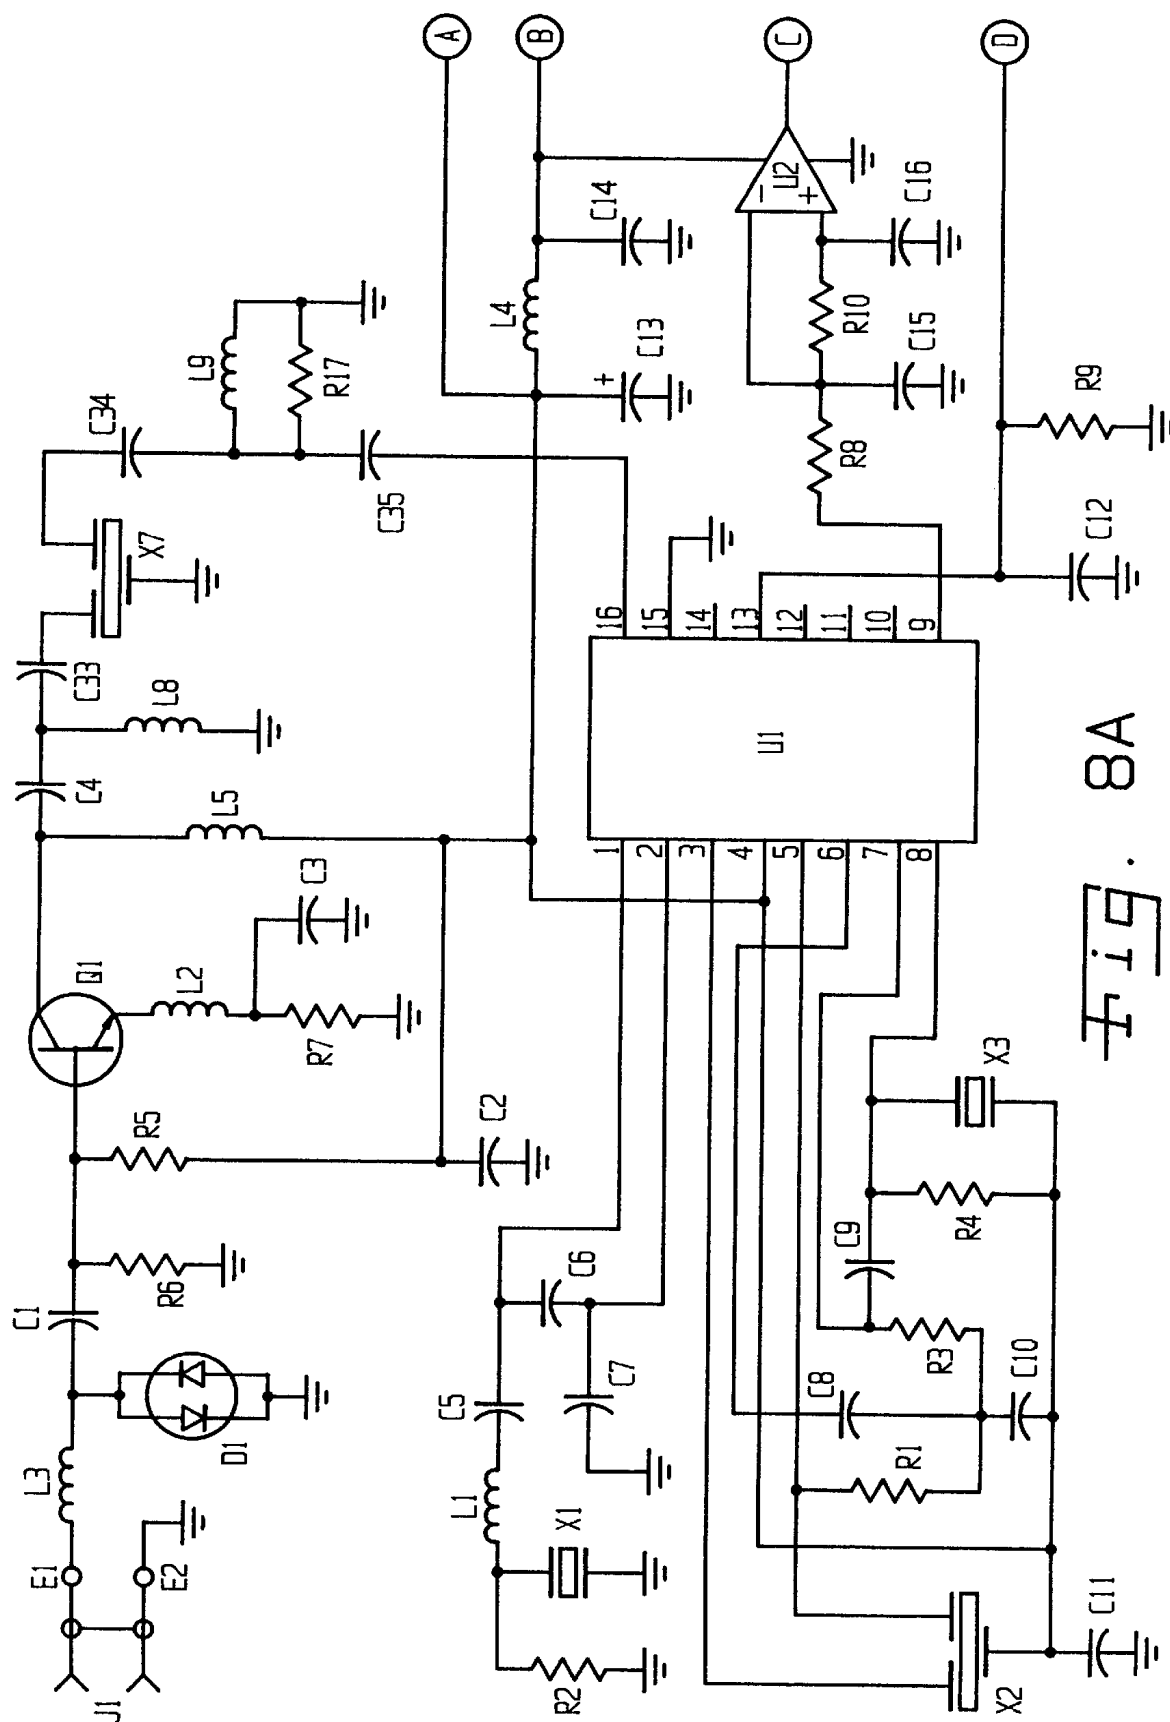 J1
E1
E2
L3
D1
C1
R6
R5
Q1
L2
R7
C3
C2
L5
C4
L8
C33
X7
C34
L9
R17
C35
A
B
C
D
L4
C13
+
C14
U2
−
+
R8
R10
C15
C16
R9
C12
R2
X1
L1
C5
C6
C7
U1
1
2
3
4
5
6
7
8
16
15
14
13
12
11
10
9
X2
C11
R1
C8
C10
R3
C9
R4
X3
Fig. 8A